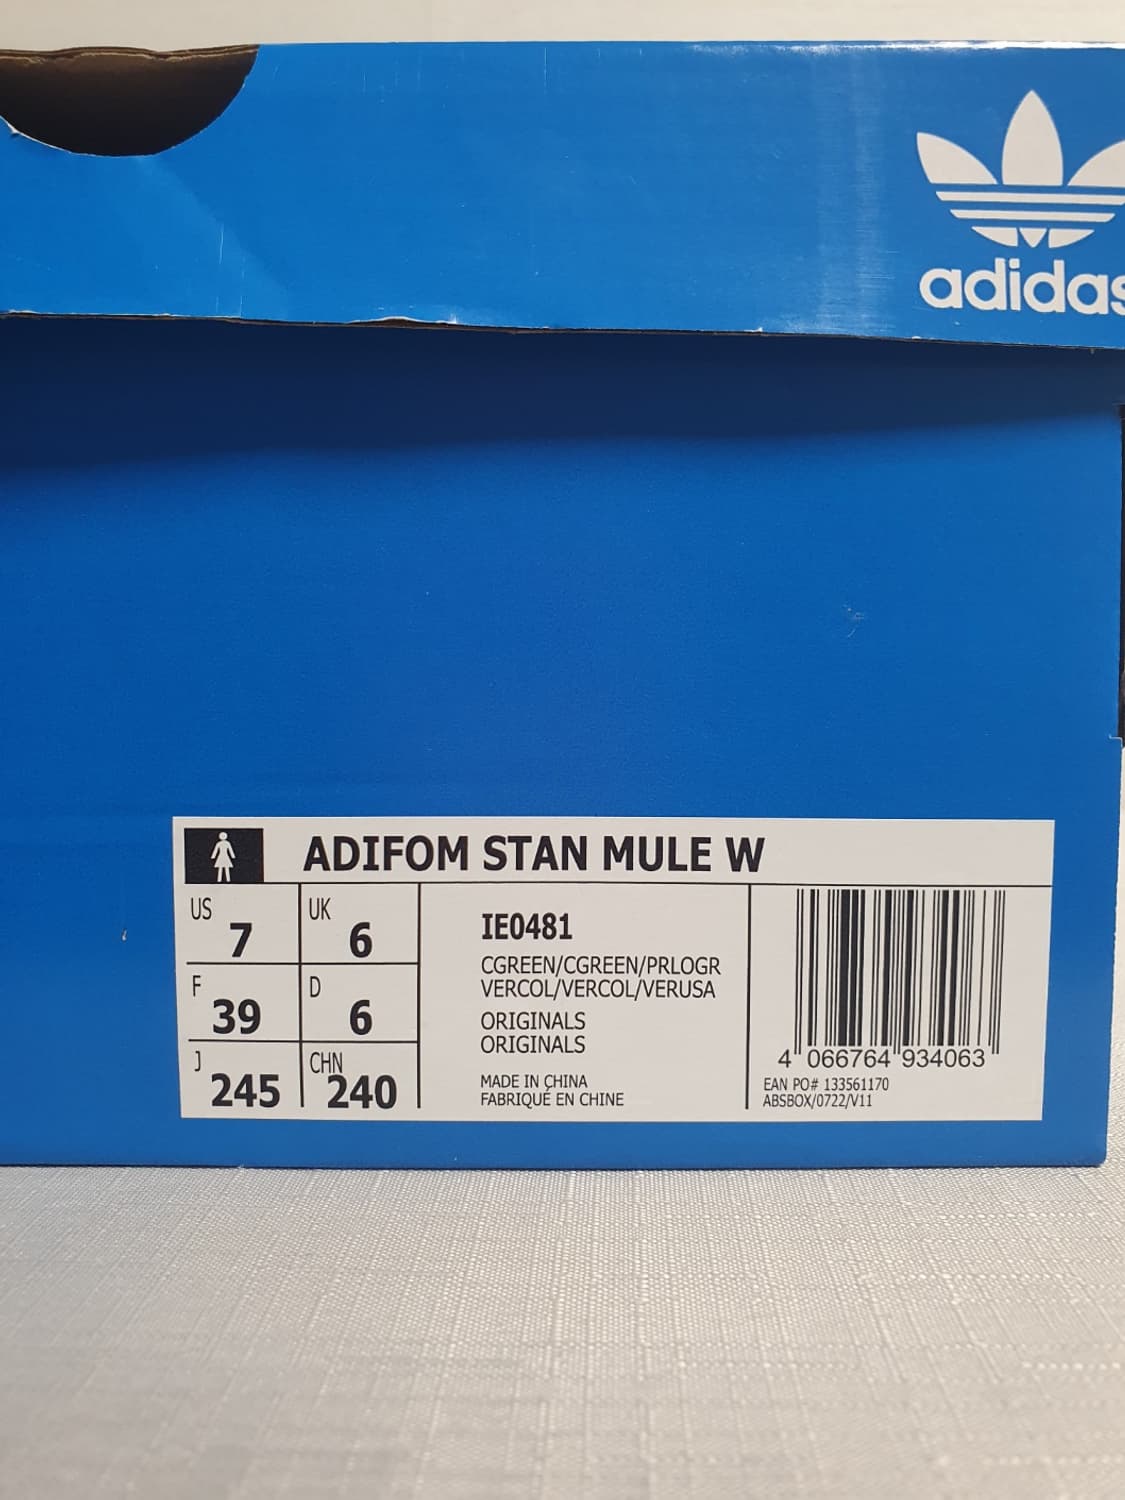 adidas
ADIFOM STAN MULE W
US 7 UK 6
F 39 D 6
J 245 CHN 240
IE0481
CGREEN/CGREEN/PRLOGR
VERCOL/VERCOL/VERUSA
ORIGINALS
ORIGINALS
MADE IN CHINA
FABRIQUÉ EN CHINE
4 066764 934063
EAN PO# 133561170
ABSBOX/0722/V11